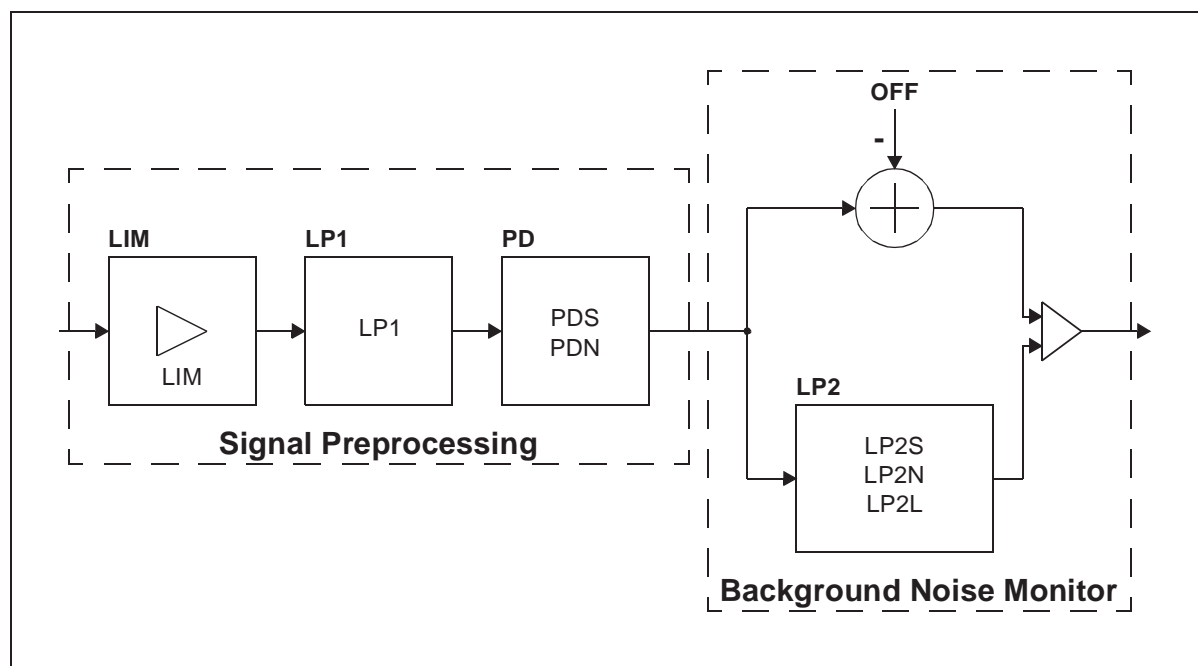 OFF
-
LIM
LP1
PD
LIM
LP1
PDS
PDN
Signal Preprocessing
LP2
LP2S
LP2N
LP2L
Background Noise Monitor